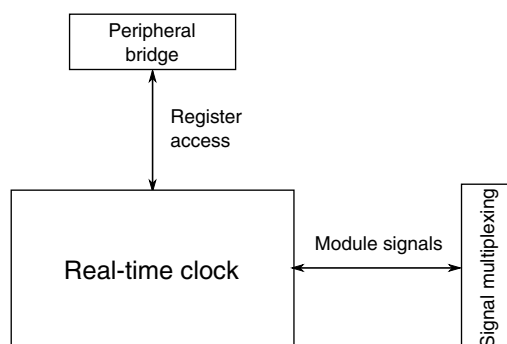 Peripheral
bridge
Register
access
Real-time clock
Module signals
Signal multiplexing